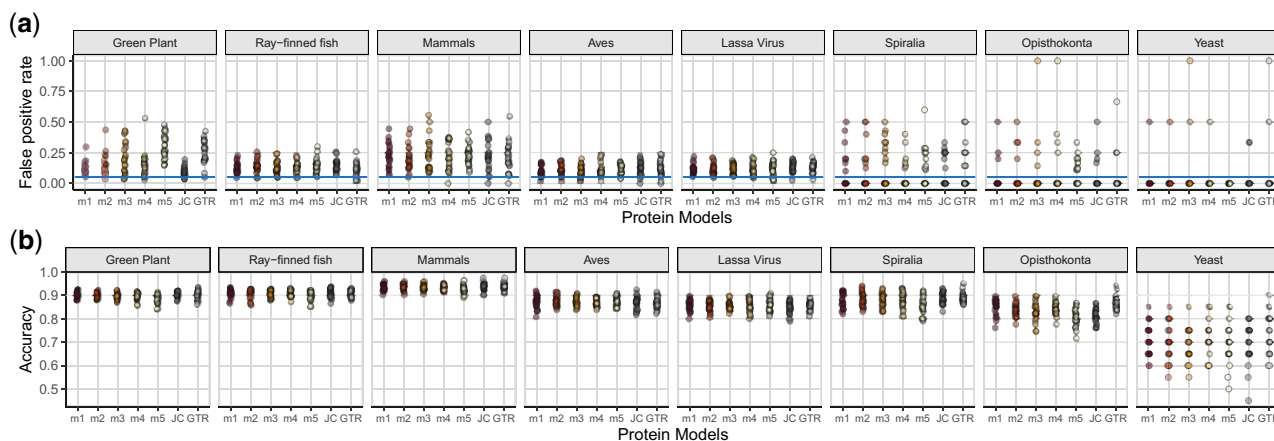 (a)
Green Plant Ray−finned fish Mammals Aves Lassa Virus Spiralia Opisthokonta Yeast
False positive rate
1.00
0.75
0.50
0.25
0.00
m1 m2 m3 m4 m5 JC GTR m1 m2 m3 m4 m5 JC GTR m1 m2 m3 m4 m5 JC GTR m1 m2 m3 m4 m5 JC GTR m1 m2 m3 m4 m5 JC GTR m1 m2 m3 m4 m5 JC GTR m1 m2 m3 m4 m5 JC GTR m1 m2 m3 m4 m5 JC GTR
Protein Models
(b)
Green Plant Ray−finned fish Mammals Aves Lassa Virus Spiralia Opisthokonta Yeast
Accuracy
1.0
0.9
0.8
0.7
0.6
0.5
m1 m2 m3 m4 m5 JC GTR m1 m2 m3 m4 m5 JC GTR m1 m2 m3 m4 m5 JC GTR m1 m2 m3 m4 m5 JC GTR m1 m2 m3 m4 m5 JC GTR m1 m2 m3 m4 m5 JC GTR m1 m2 m3 m4 m5 JC GTR m1 m2 m3 m4 m5 JC GTR
Protein Models